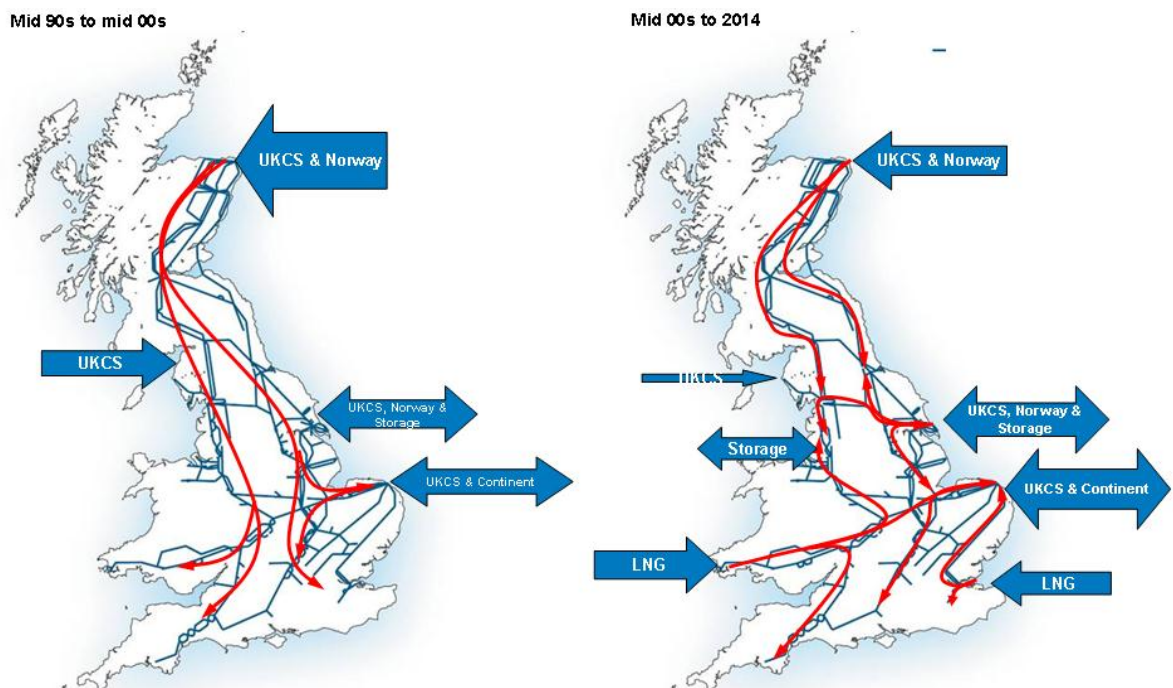 Mid 90s to mid 00s
UKCS & Norway
UKCS
UKCS, Norway &
Storage
UKCS & Continent
Mid 00s to 2014
UKCS & Norway
UKCS
UKCS, Norway &
Storage
Storage
UKCS & Continent
LNG
LNG